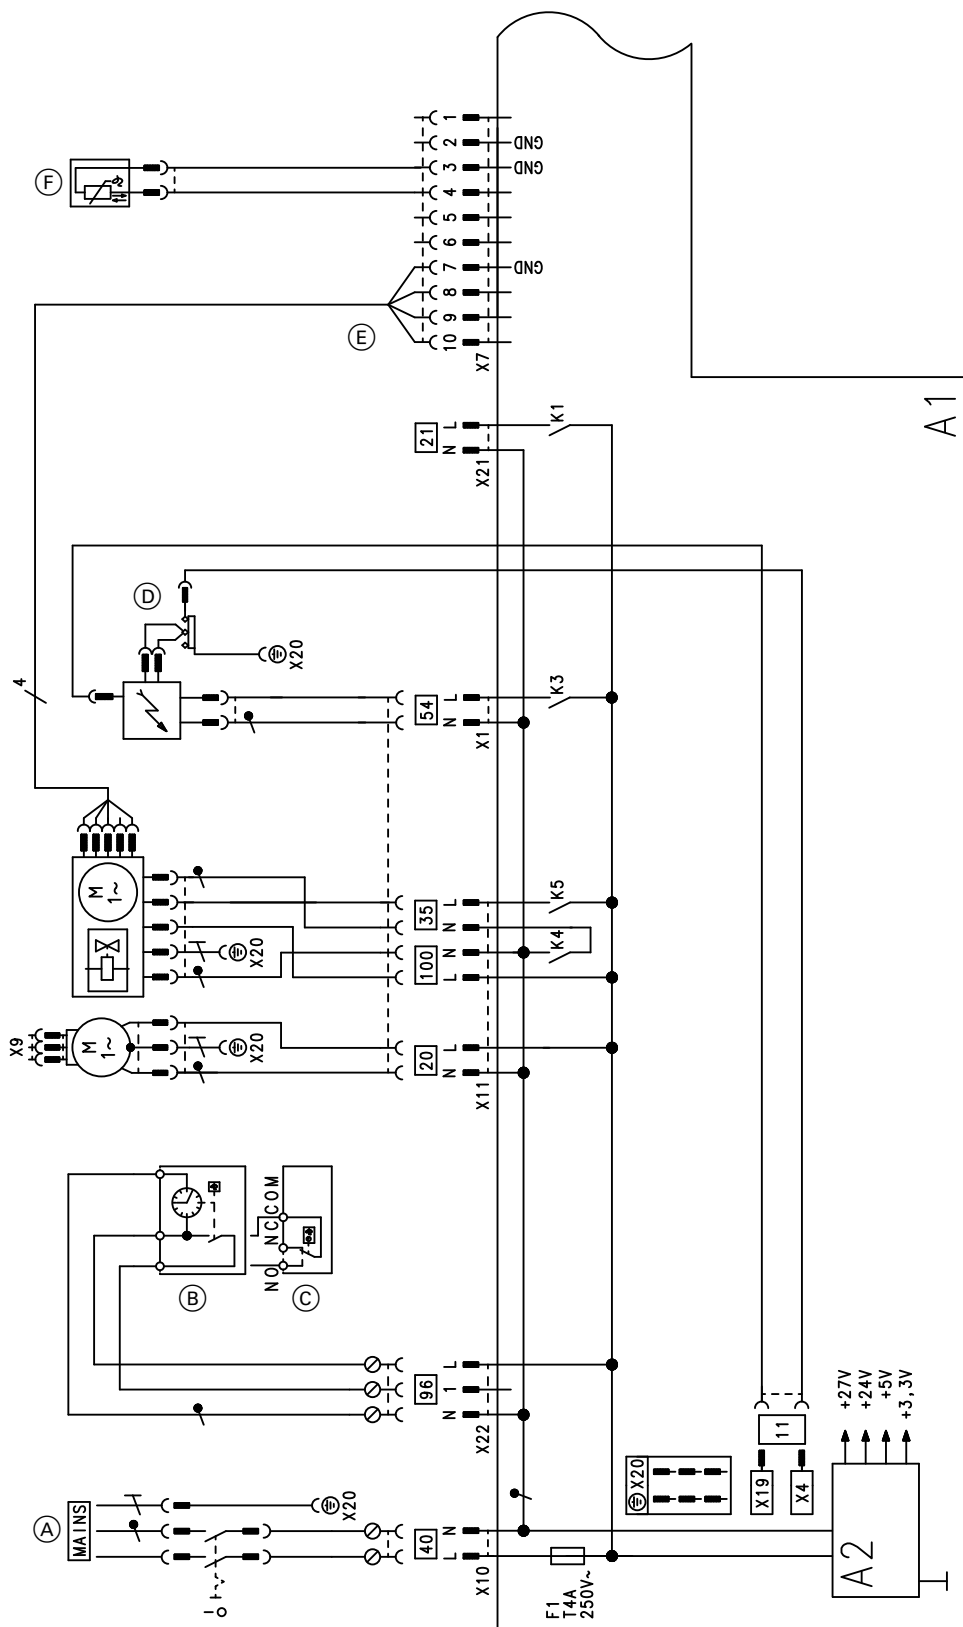 F
1
2
3
4
5
6
7
8
9
10
GND
GND
GND
X7
E
4
21
L
N
X21
K1
A1
D
X20
54
L
N
X1
K3
M
1~
X20
35
L
N
100
N
L
K5
K4
X9
M
1~
X20
20
L
N
X11
B
C
NO NC COM
96
L
1
N
X22
A
MAINS
X20
I
O
40
N
L
X10
F1
T4A
250V~
X20
X19
X4
11
A2
+27V
+24V
+5V
+3,3V